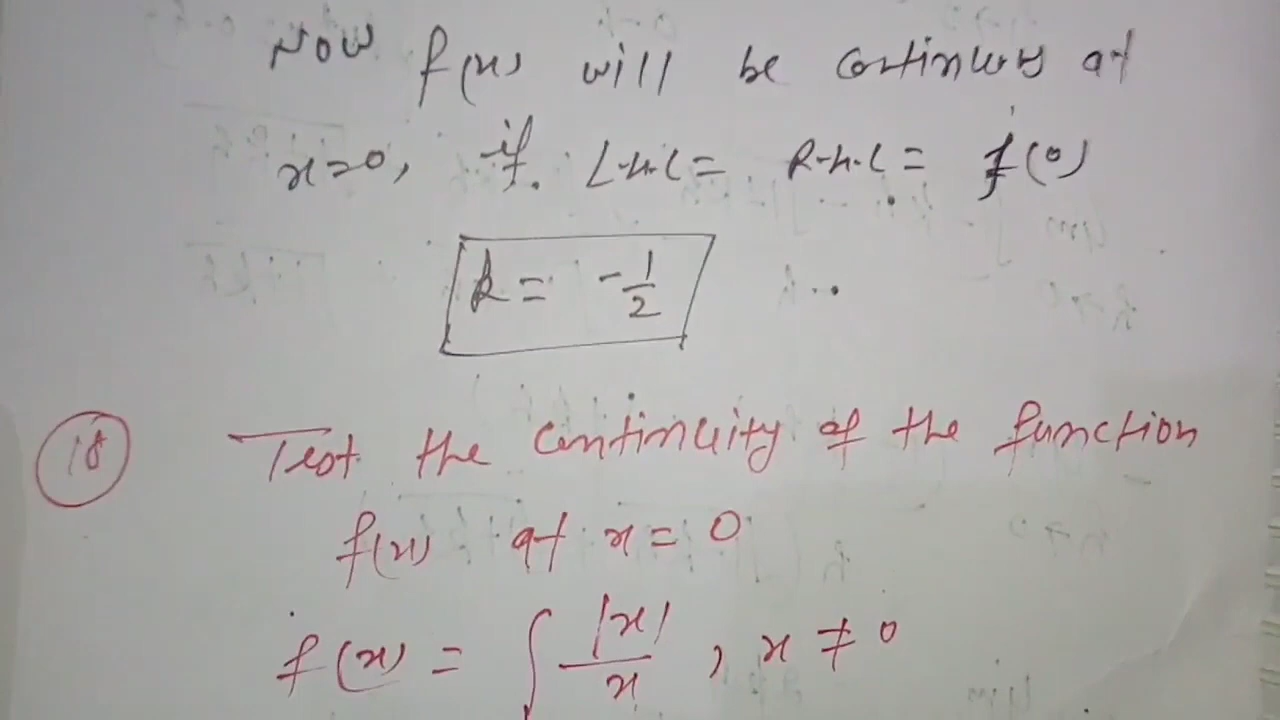 Now f(x) will be continuous at
x=0, if. L.H.L= R.H.L= f(0)
k = -1/2
18 Test the continuity of the function
f(x) at x = 0
f(x) = { |x|/x , x ≠ 0